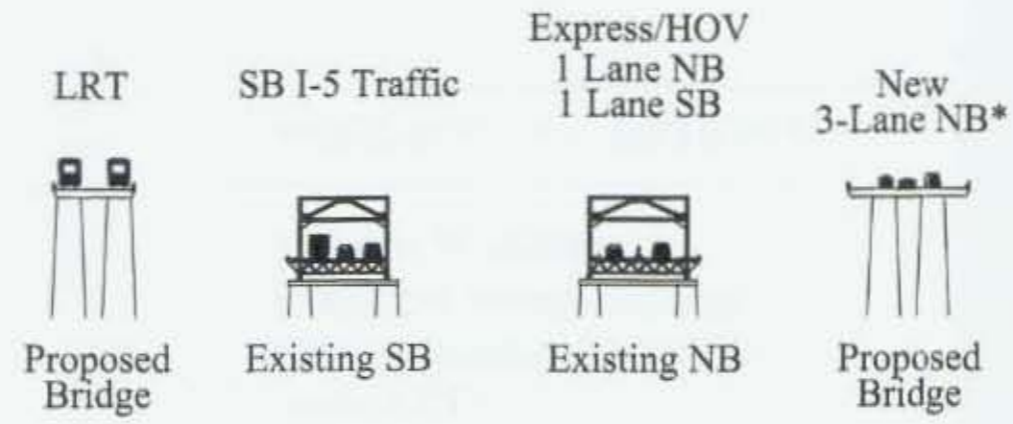 LRT
SB I-5 Traffic
Express/HOV
1 Lane NB
1 Lane SB
New
3-Lane NB*
Proposed
Bridge
Existing SB
Existing NB
Proposed
Bridge